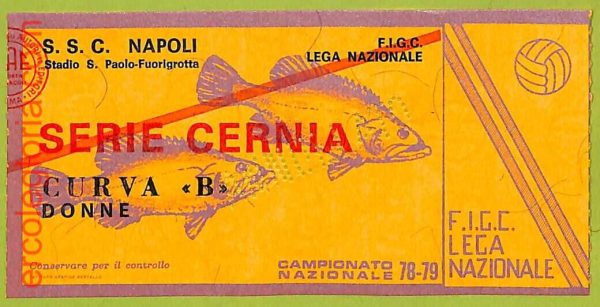 S. S. C. NAPOLI
Stadio S. Paolo-Fuorigrotta
F.I.G.C.
LEGA NAZIONALE
SERIE CERNIA
CURVA «B»
DONNE
Conservare per il controllo
CAMPIONATO
NAZIONALE 78-79
F.I.G.C.
LEGA
NAZIONALE